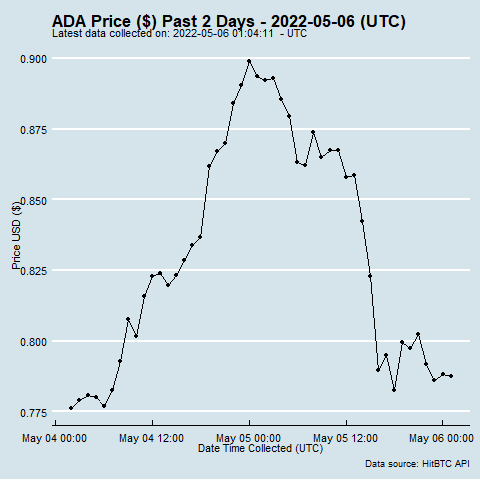 ADA Price ($) Past 2 Days - 2022-05-06 (UTC)
Latest data collected on: 2022-05-06 01:04:11  - UTC
0.900
0.875
0.850
0.825
0.800
0.775
Price USD ($)
May 04 00:00
May 04 12:00
May 05 00:00
May 05 12:00
May 06 00:00
Date Time Collected (UTC)
Data source: HitBTC API